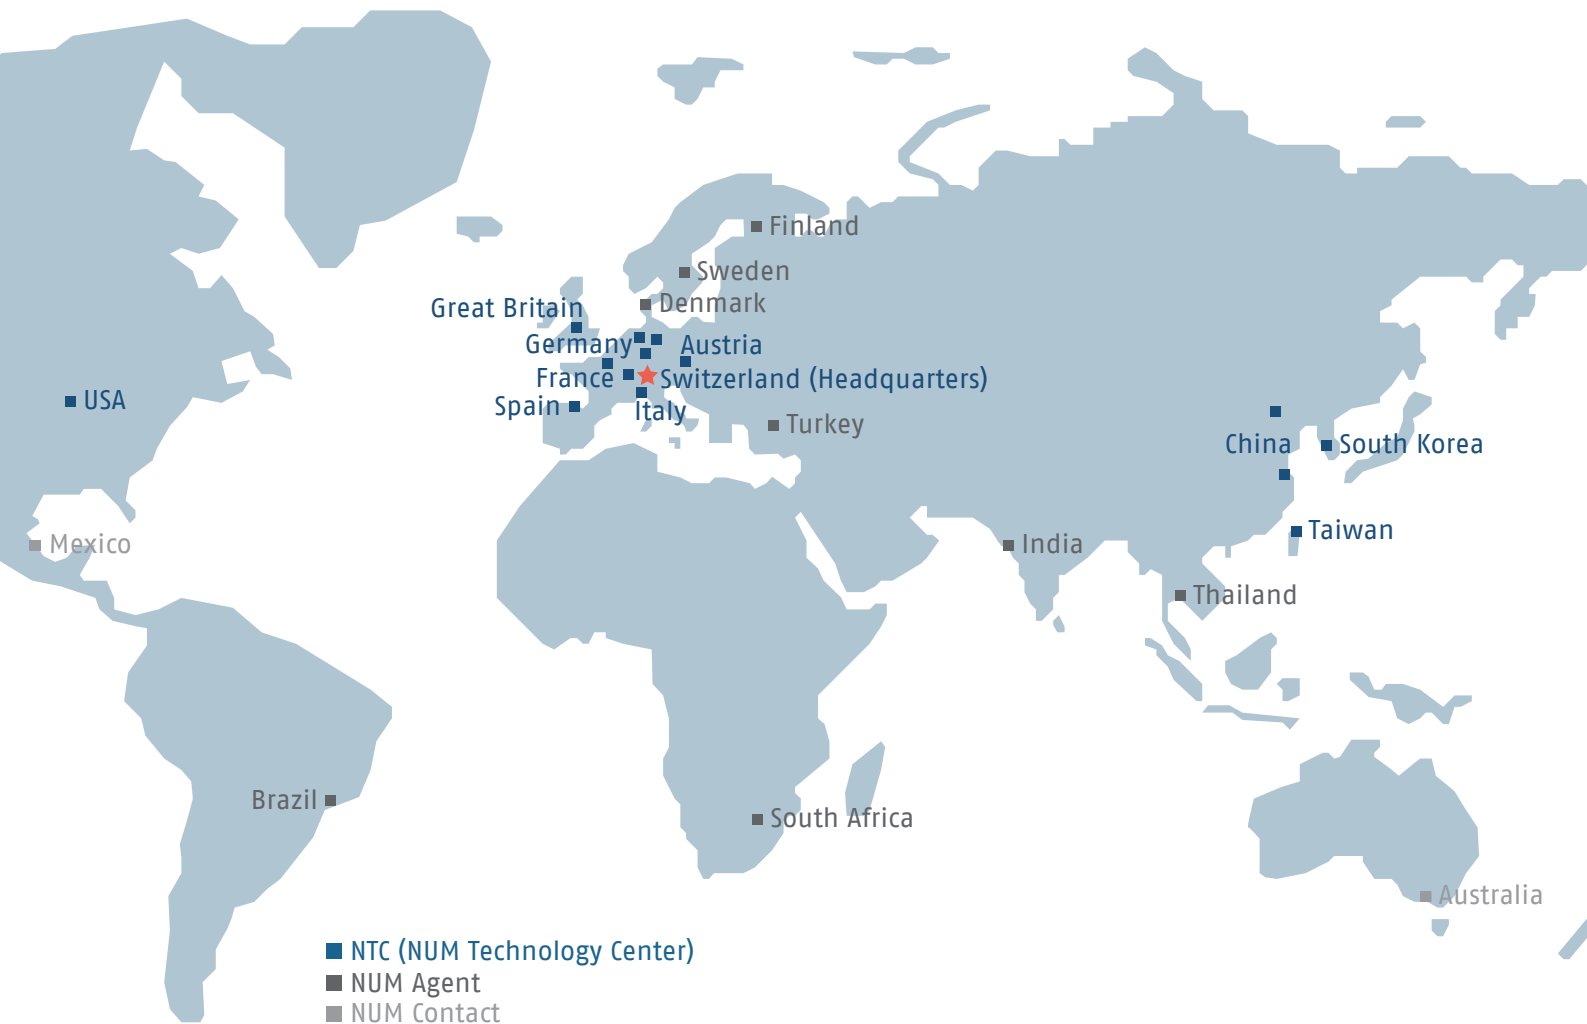 Finland
Sweden
Denmark
Great Britain
Germany
Austria
France
Switzerland (Headquarters)
USA
Spain
Italy
Turkey
China
South Korea
Taiwan
Mexico
India
Thailand
Brazil
South Africa
Australia
NTC (NUM Technology Center)
NUM Agent
NUM Contact